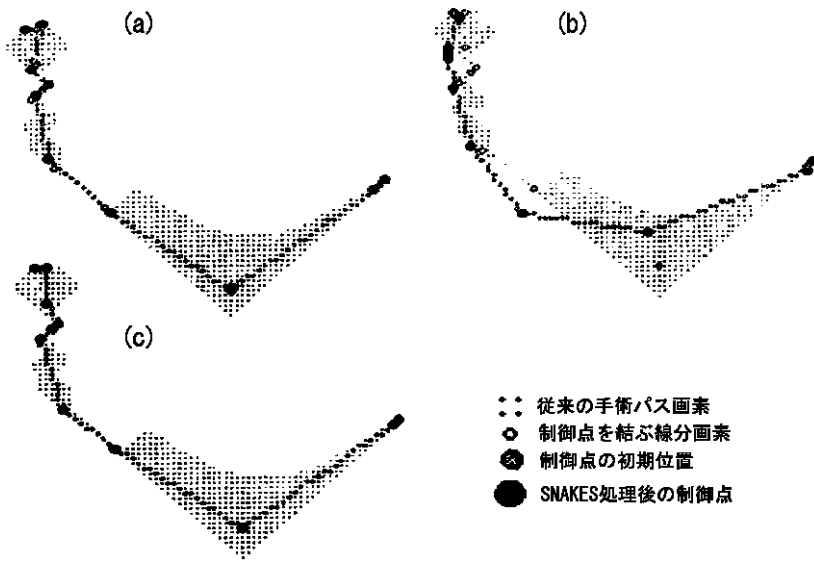 (a)
(b)
(c)
従来の手術パス画素
制御点を結ぶ線分画素
制御点の初期位置
SNAKES処理後の制御点